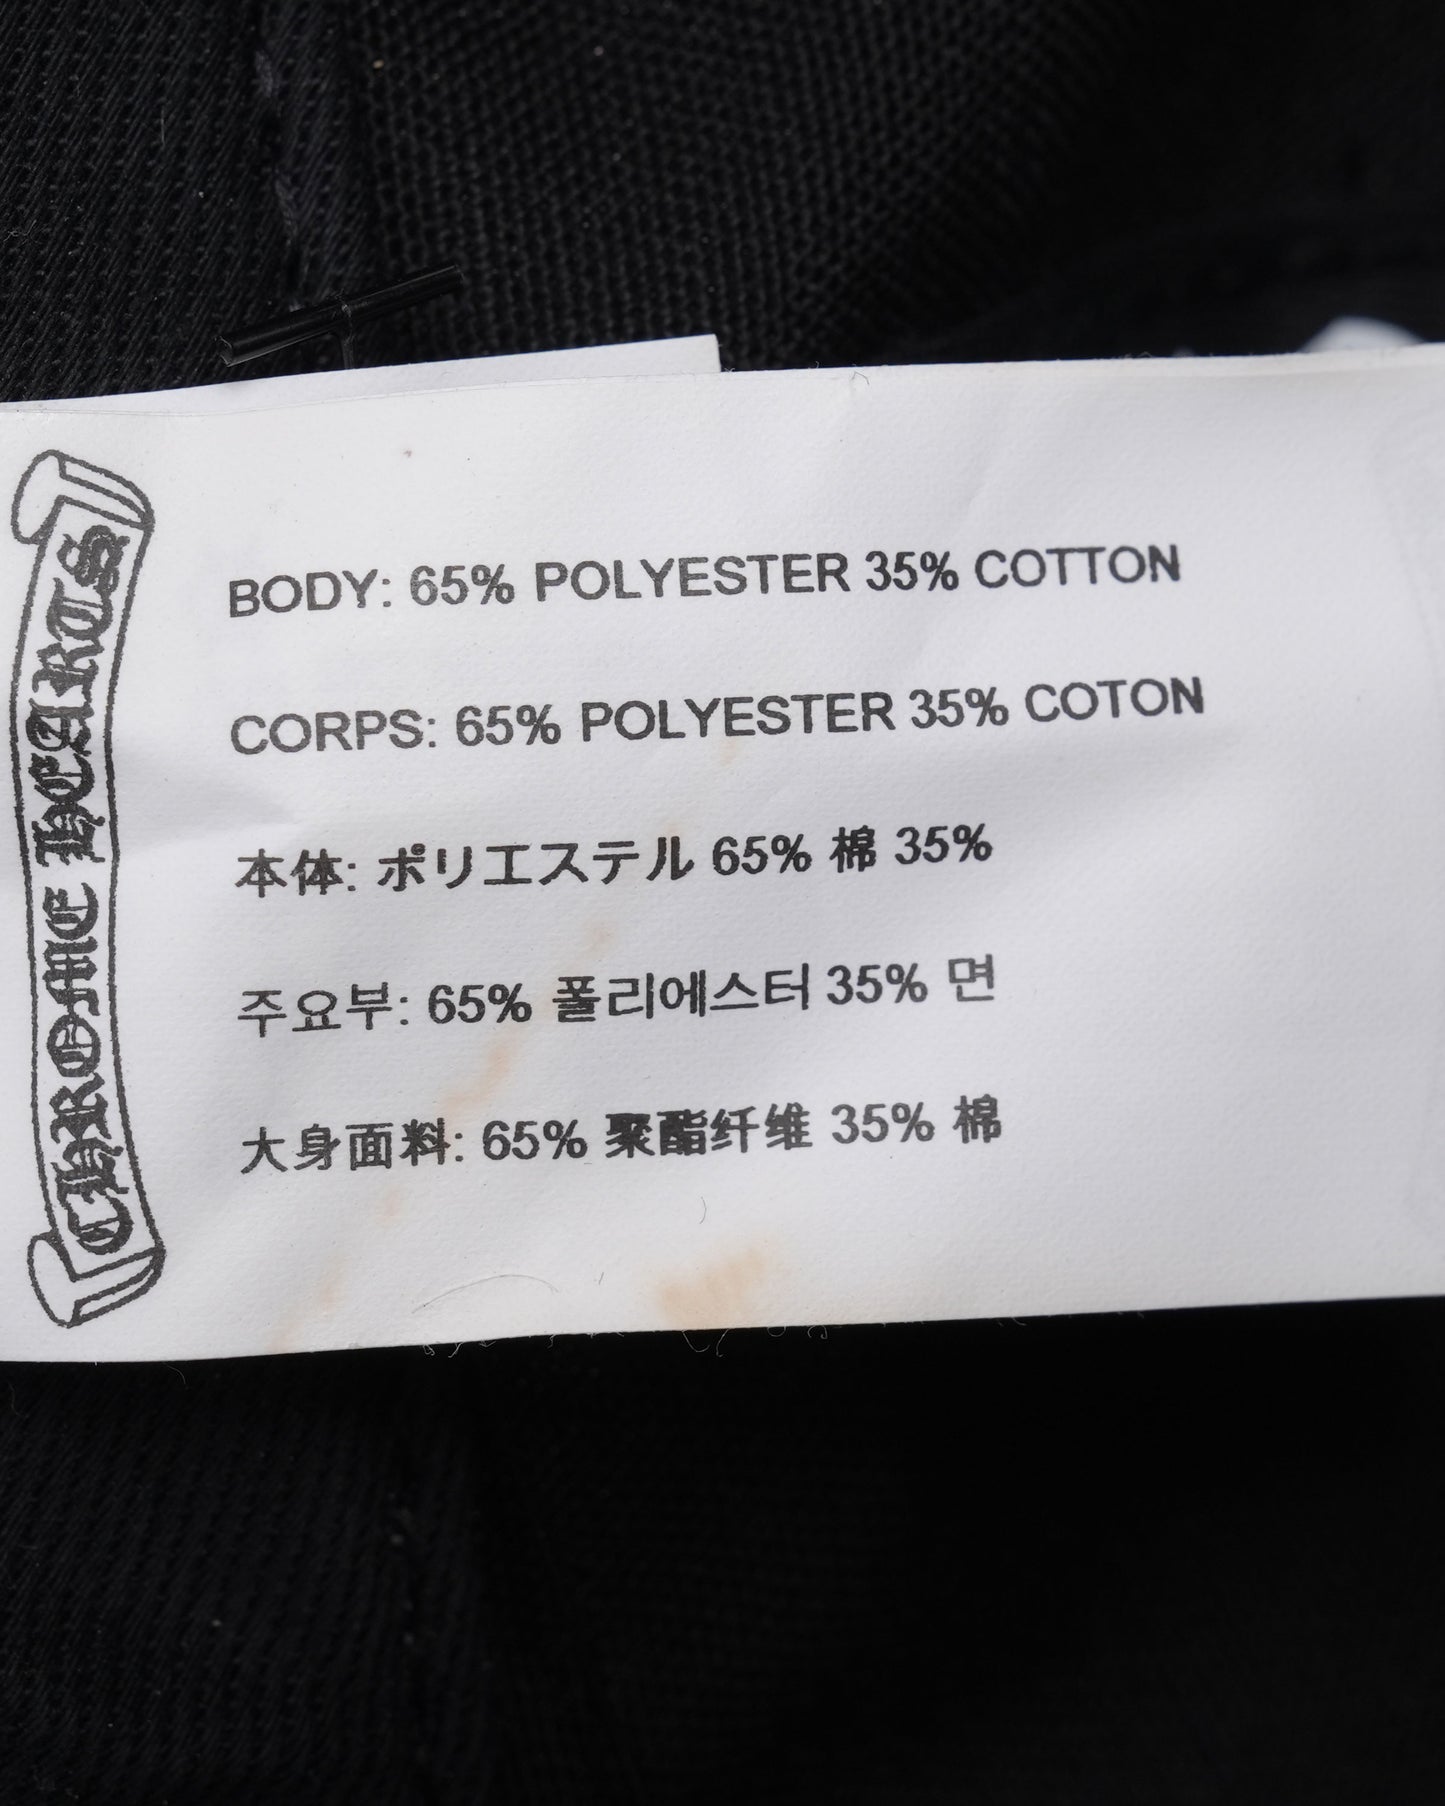 CHROME HEARTS
BODY: 65% POLYESTER 35% COTTON
CORPS: 65% POLYESTER 35% COTON
本体: ポリエステル 65% 棉 35%
주요부: 65% 폴리에스터 35% 면
大身面料: 65% 聚酯纤维 35% 棉